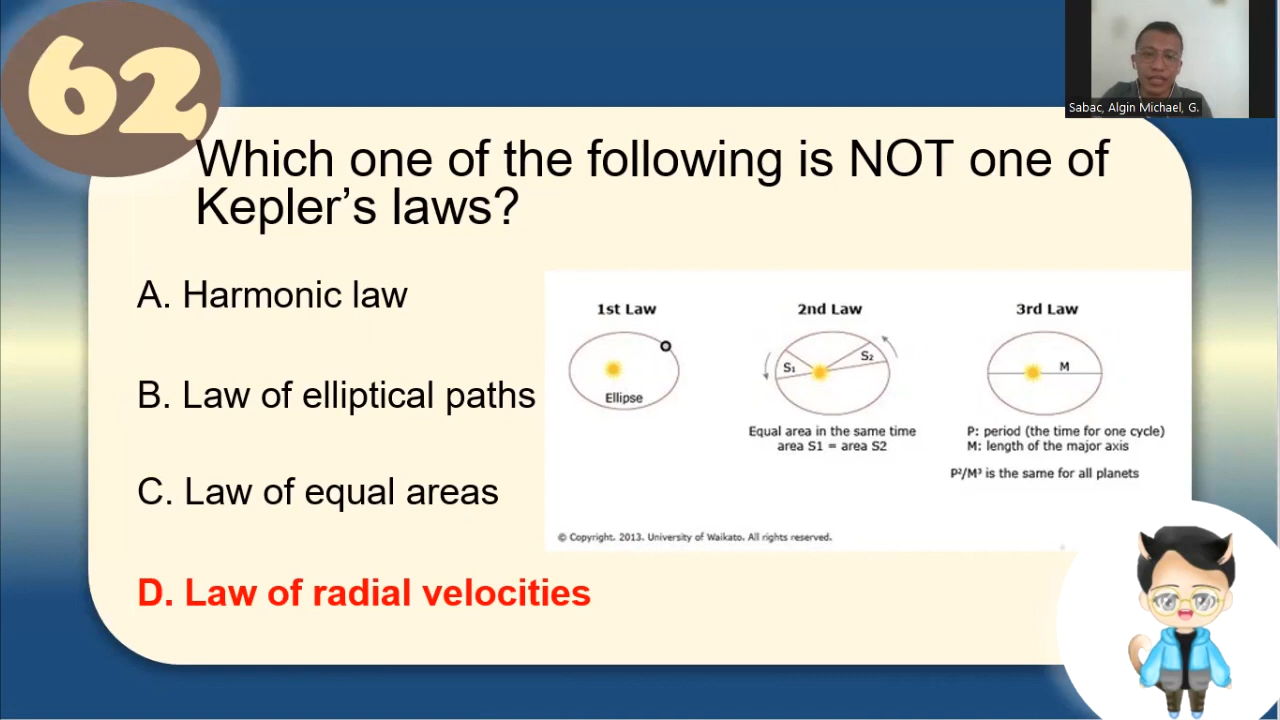 62
Sabac, Algin Michael, G.
Which one of the following is NOT one of
Kepler's laws?
A. Harmonic law
B. Law of elliptical paths
C. Law of equal areas
D. Law of radial velocities
1st Law
Ellipse
2nd Law
S₁
S₂
Equal area in the same time
area S1 = area S2
3rd Law
M
P: period (the time for one cycle)
M: length of the major axis
P²/M³ is the same for all planets
© Copyright. 2013. University of Waikato. All rights reserved.